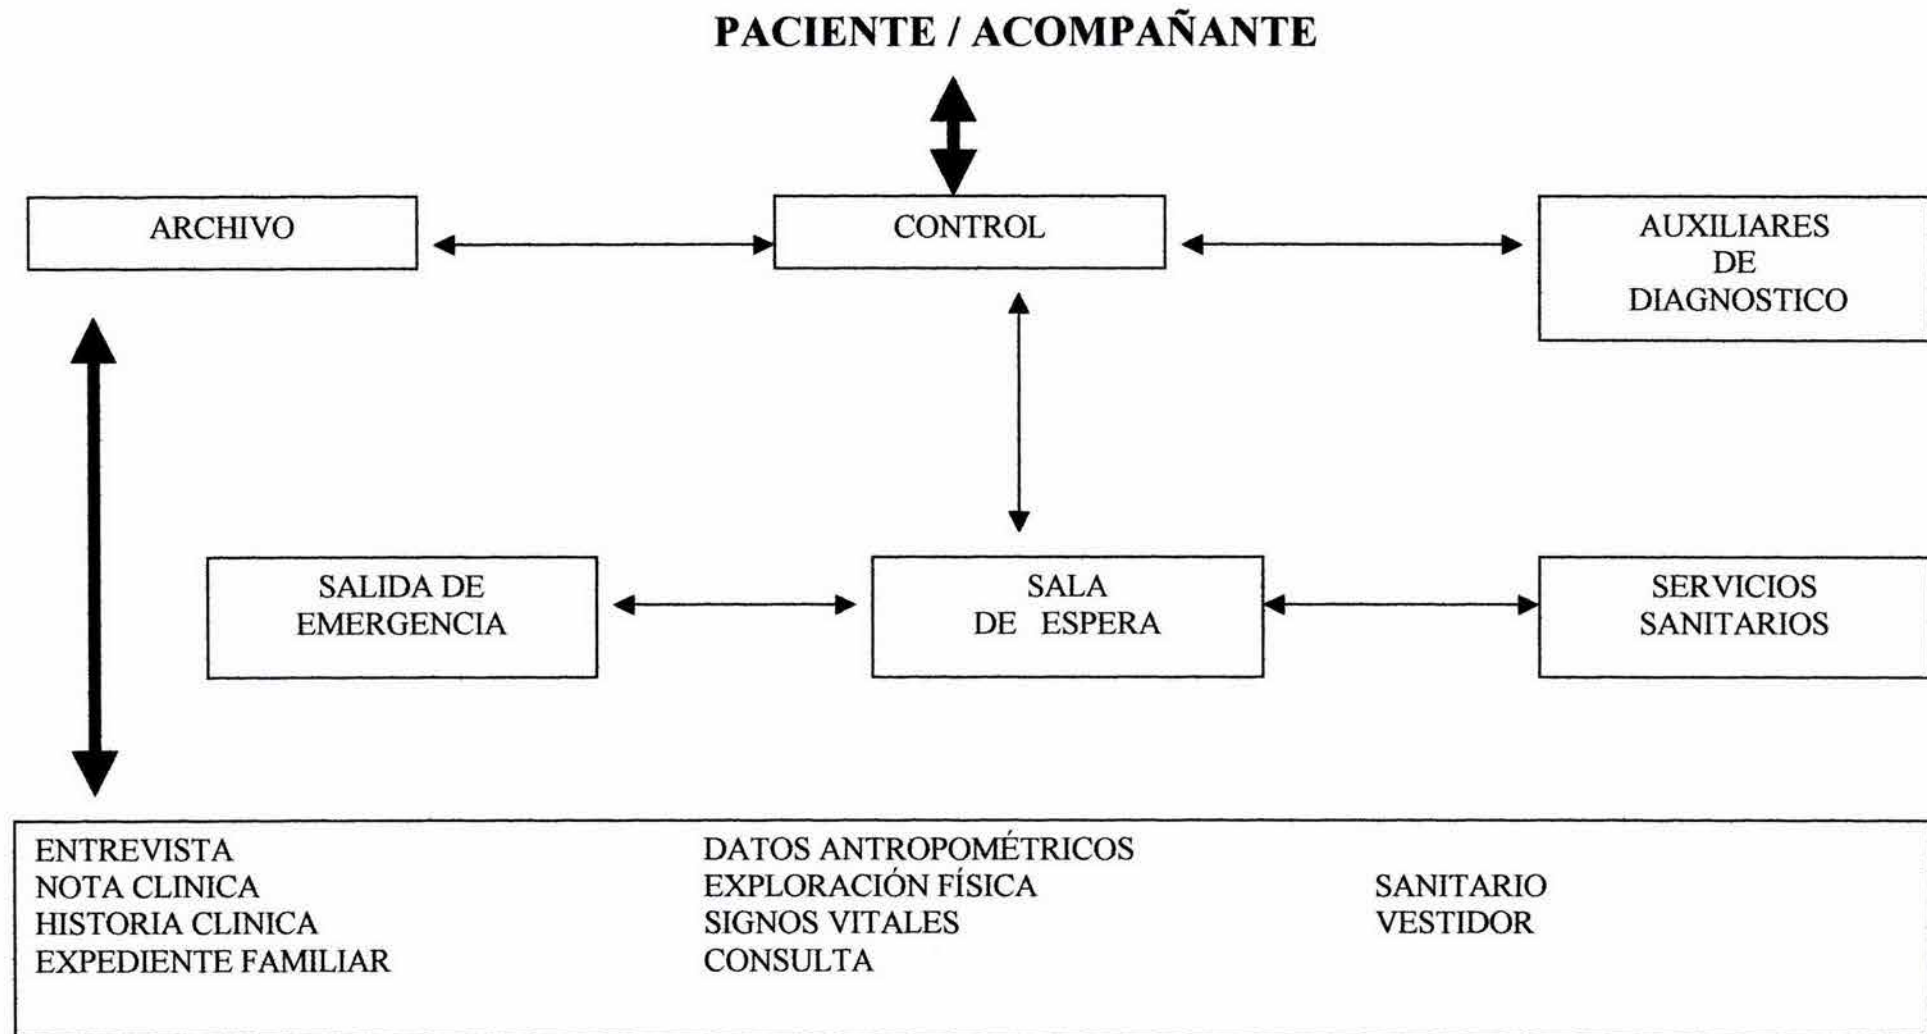 PACIENTE / ACOMPAÑANTE
ARCHIVO
CONTROL
AUXILIARES
DE
DIAGNOSTICO
SALIDA DE
EMERGENCIA
SALA
DE ESPERA
SERVICIOS
SANITARIOS
ENTREVISTA
NOTA CLINICA
HISTORIA CLINICA
EXPEDIENTE FAMILIAR
DATOS ANTROPOMÉTRICOS
EXPLORACIÓN FÍSICA
SIGNOS VITALES
CONSULTA
SANITARIO
VESTIDOR